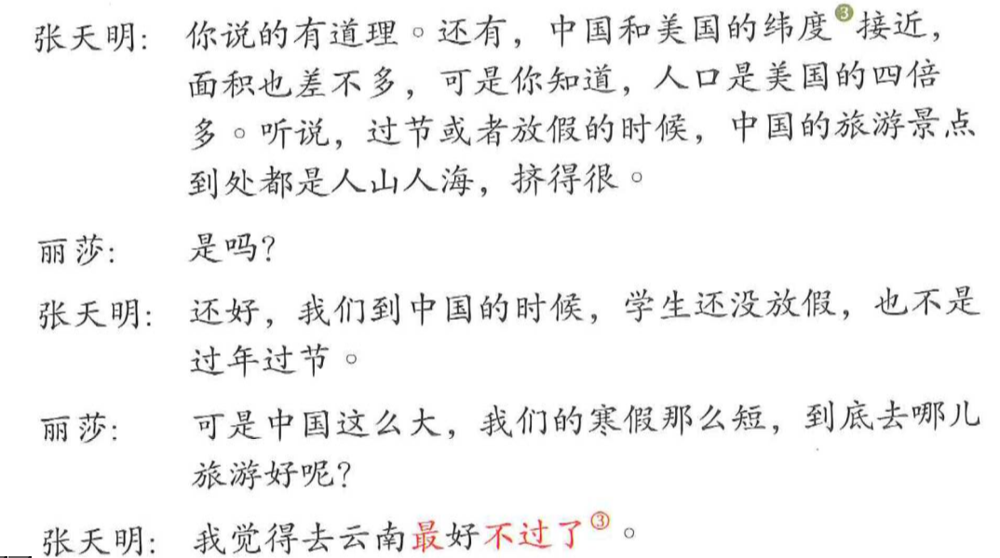 张天明: 你说的有道理。还有，中国和美国的纬度❸接近，
面积也差不多，可是你知道，人口是美国的四倍
多。听说，过节或者放假的时候，中国的旅游景点
到处都是人山人海，挤得很。
丽莎: 是吗?
张天明: 还好，我们到中国的时候，学生还没放假，也不是
过年过节。
丽莎: 可是中国这么大，我们的寒假那么短，到底去哪儿
旅游好呢?
张天明: 我觉得去云南最好不过了③。